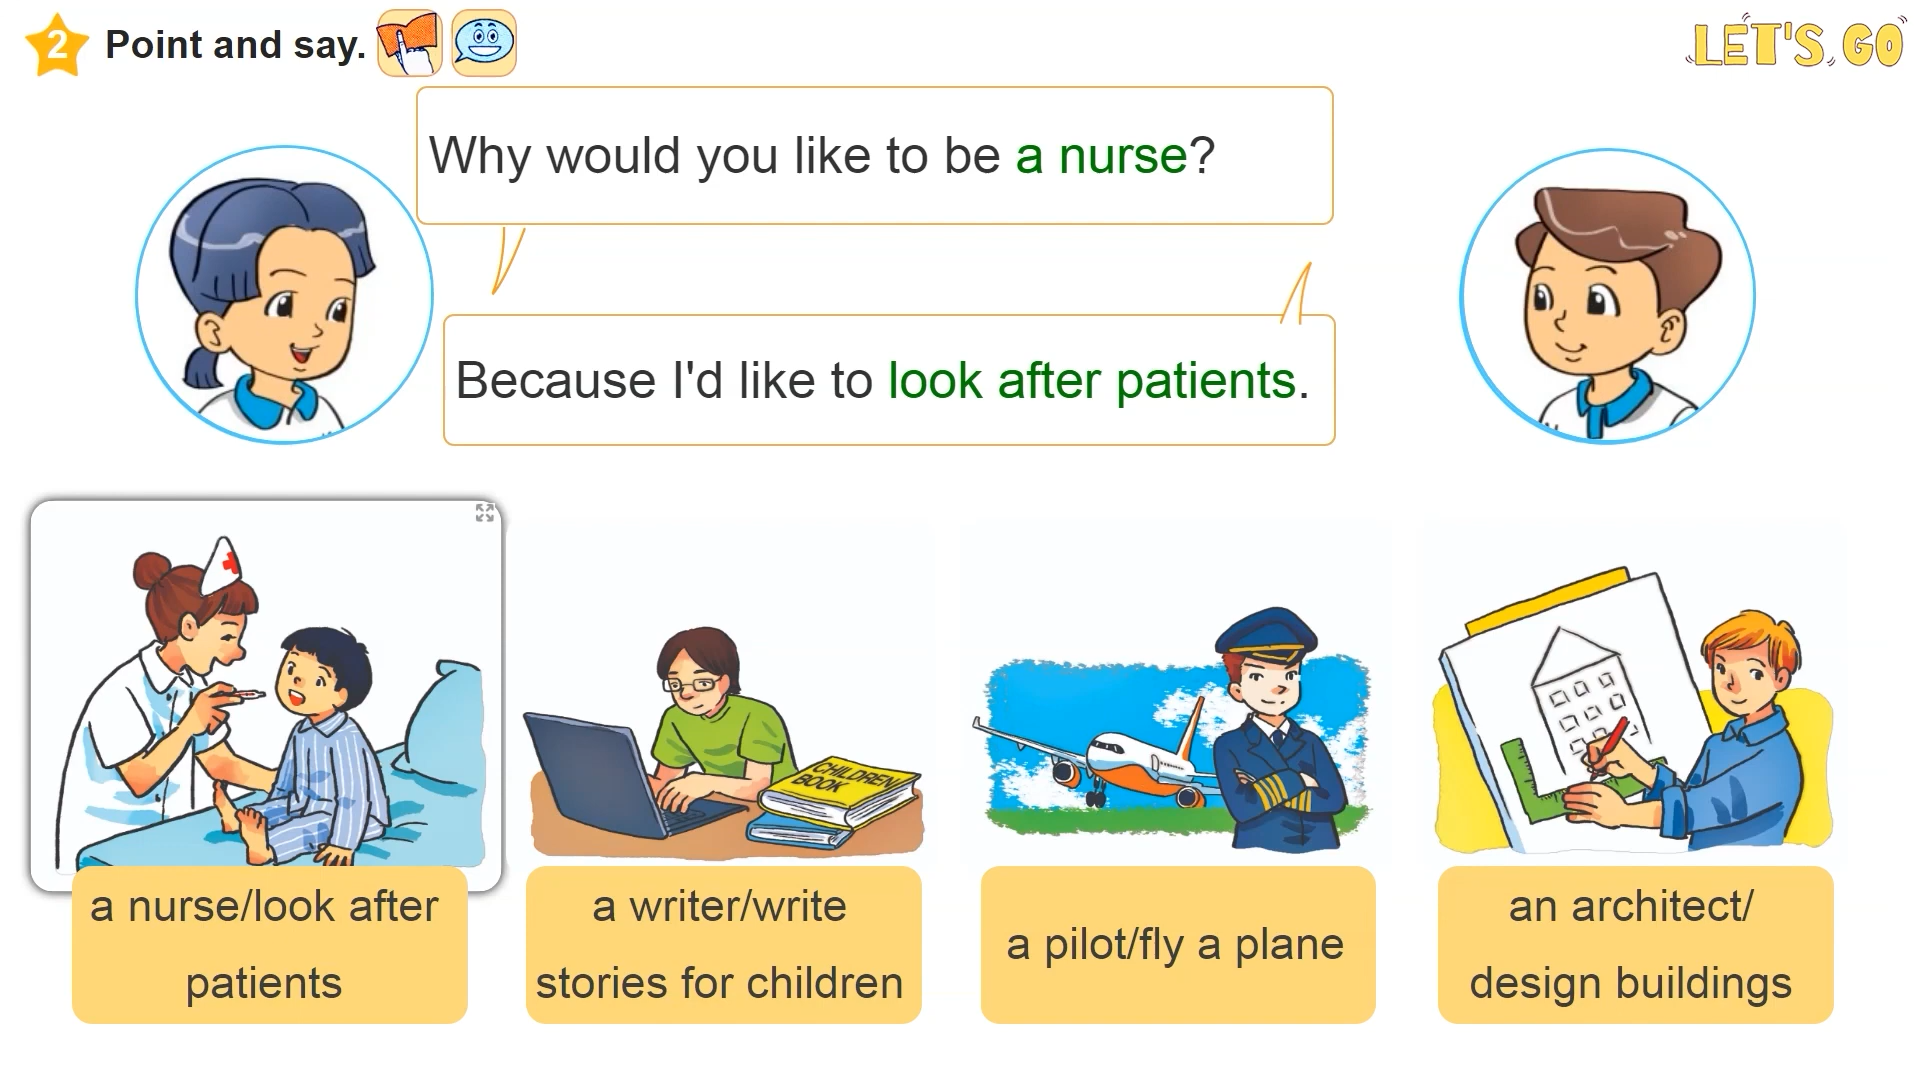 2 Point and say.
LET'S GO
Why would you like to be a nurse?
Because I'd like to look after patients.
CHILDREN
BOOK
a nurse/look after
patients
a writer/write
stories for children
a pilot/fly a plane
an architect/
design buildings